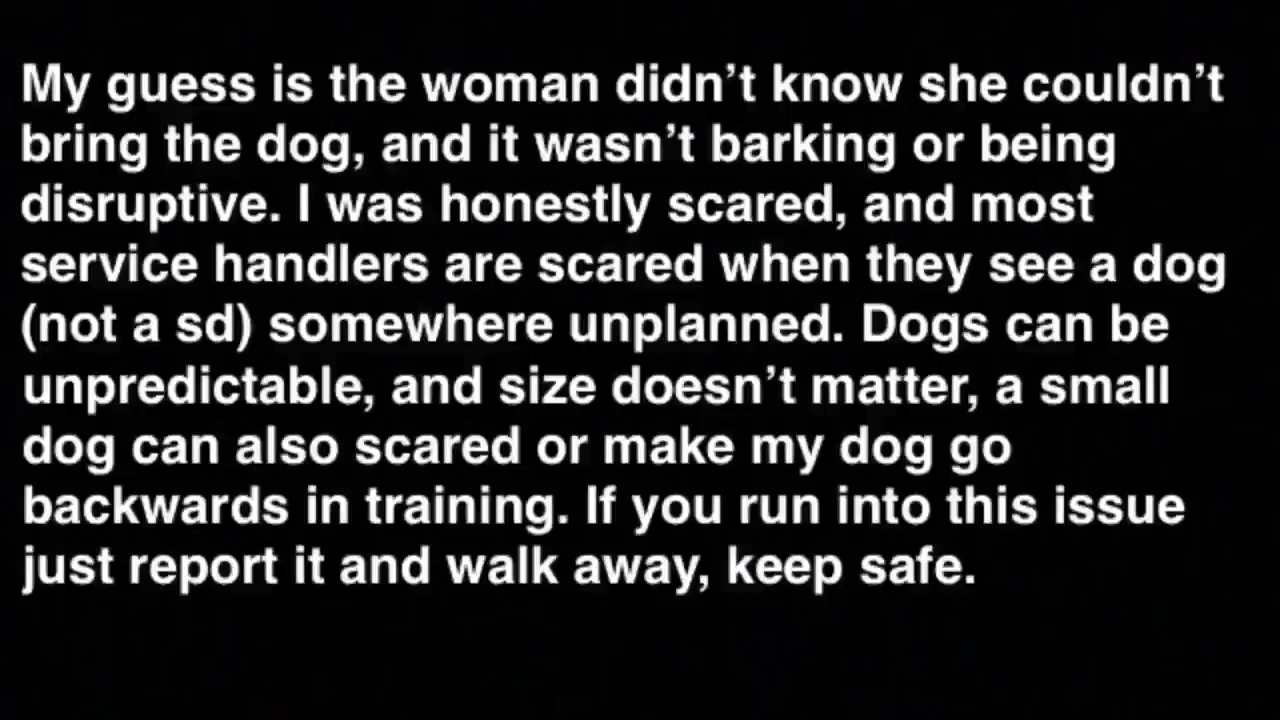 My guess is the woman didn’t know she couldn’t
bring the dog, and it wasn’t barking or being
disruptive. I was honestly scared, and most
service handlers are scared when they see a dog
(not a sd) somewhere unplanned. Dogs can be
unpredictable, and size doesn’t matter, a small
dog can also scared or make my dog go
backwards in training. If you run into this issue
just report it and walk away, keep safe.